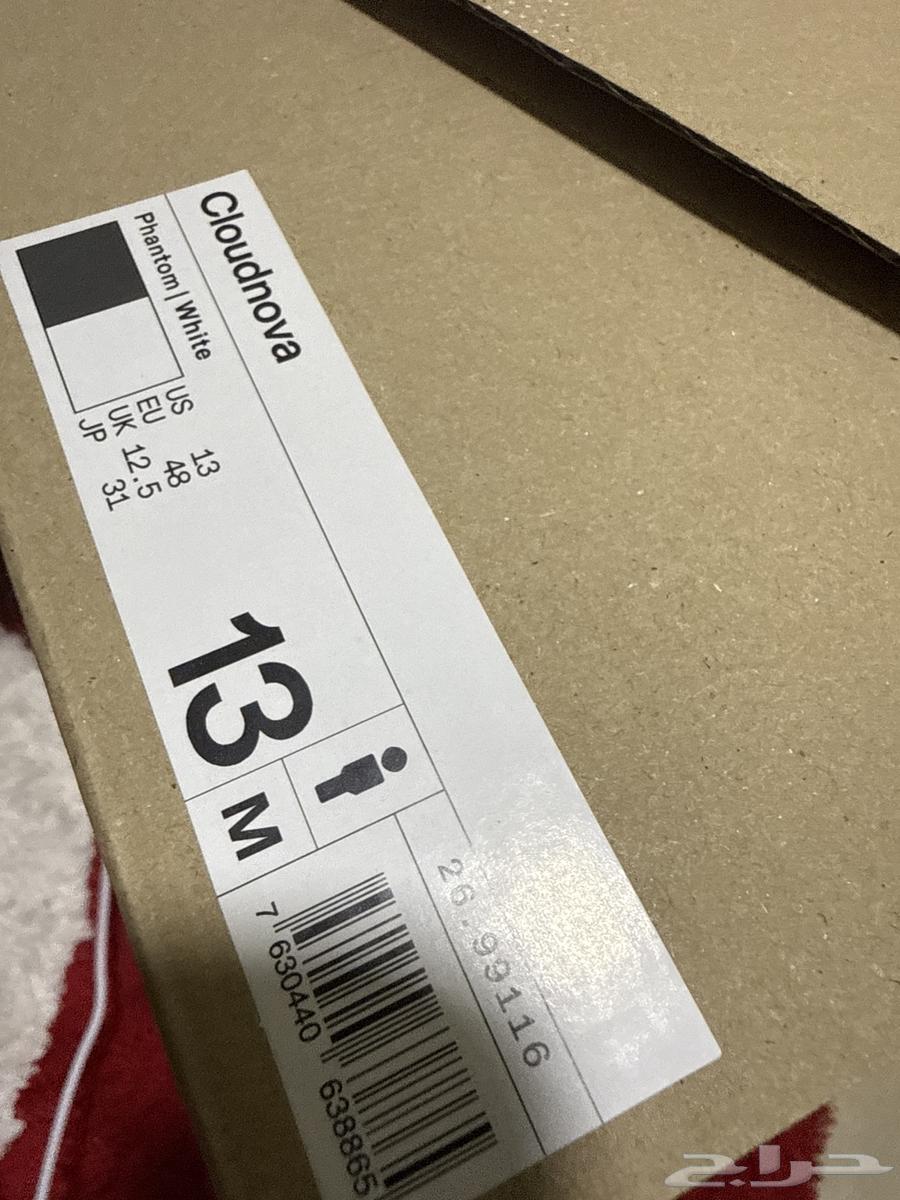 Cloudnova
Phantom | White
US 13
EU 48
UK 12.5
JP 31
13
M
26.99116
7 630440 638865
حراج